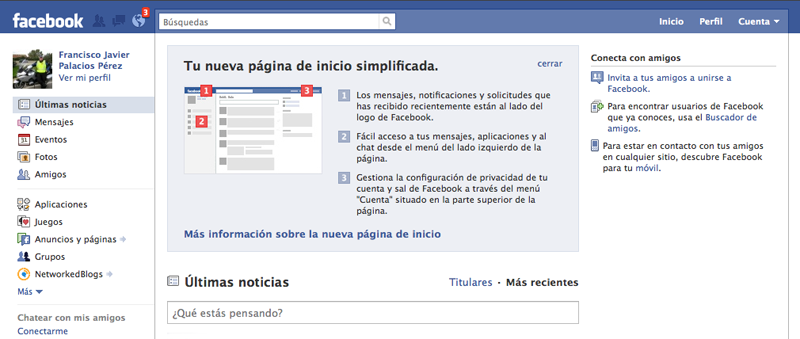 facebook
3
Búsquedas
Inicio
Perfil
Cuenta
Francisco Javier
Palacios Pérez
Ver mi perfil
Últimas noticias
Mensajes
31
Eventos
Fotos
Amigos
Aplicaciones
Juegos
Anuncios y páginas
Grupos
NetworkedBlogs
Más
Chatear con mis amigos
Conectarme
Tu nueva página de inicio simplificada.
cerrar
1
2
3
1
Los mensajes, notificaciones y solicitudes
que has recibido recientemente están al lado del
logo de Facebook.
2
Fácil acceso a tus mensajes, aplicaciones y al
chat desde el menú del lado izquierdo de la
página.
3
Gestiona la configuración de privacidad de tu
cuenta y sal de Facebook a través del menú
"Cuenta" situado en la parte superior de la
página.
Más información sobre la nueva página de inicio
Últimas noticias
Titulares · Más recientes
¿Qué estás pensando?
Conecta con amigos
Invita a tus amigos a unirse a
Facebook.
Para encontrar usuarios de Facebook
que ya conoces, usa el Buscador de
amigos.
Para estar en contacto con tus amigos
en cualquier sitio, descubre Facebook
para tu móvil.